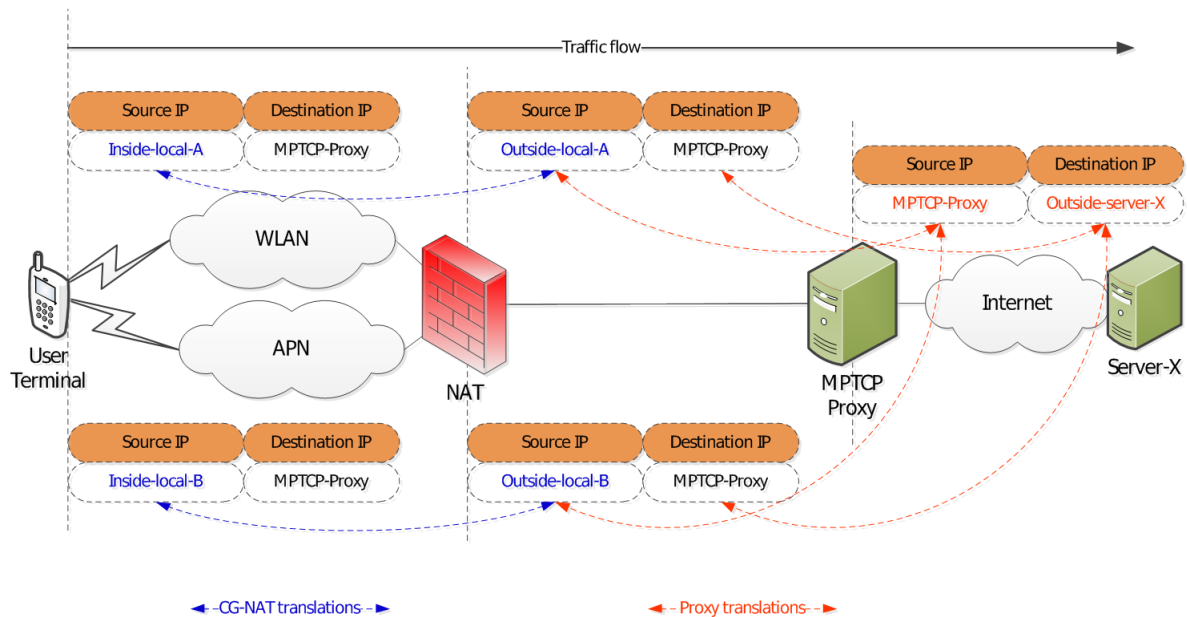 Traffic flow
Source IP Destination IP
Inside-local-A MPTCP-Proxy
Source IP Destination IP
Outside-local-A MPTCP-Proxy
Source IP Destination IP
MPTCP-Proxy Outside-server-X
WLAN
APN
Internet
User
Terminal
NAT
MPTCP
Proxy
Server-X
Source IP Destination IP
Inside-local-B MPTCP-Proxy
Source IP Destination IP
Outside-local-B MPTCP-Proxy
CG-NAT translations
Proxy translations